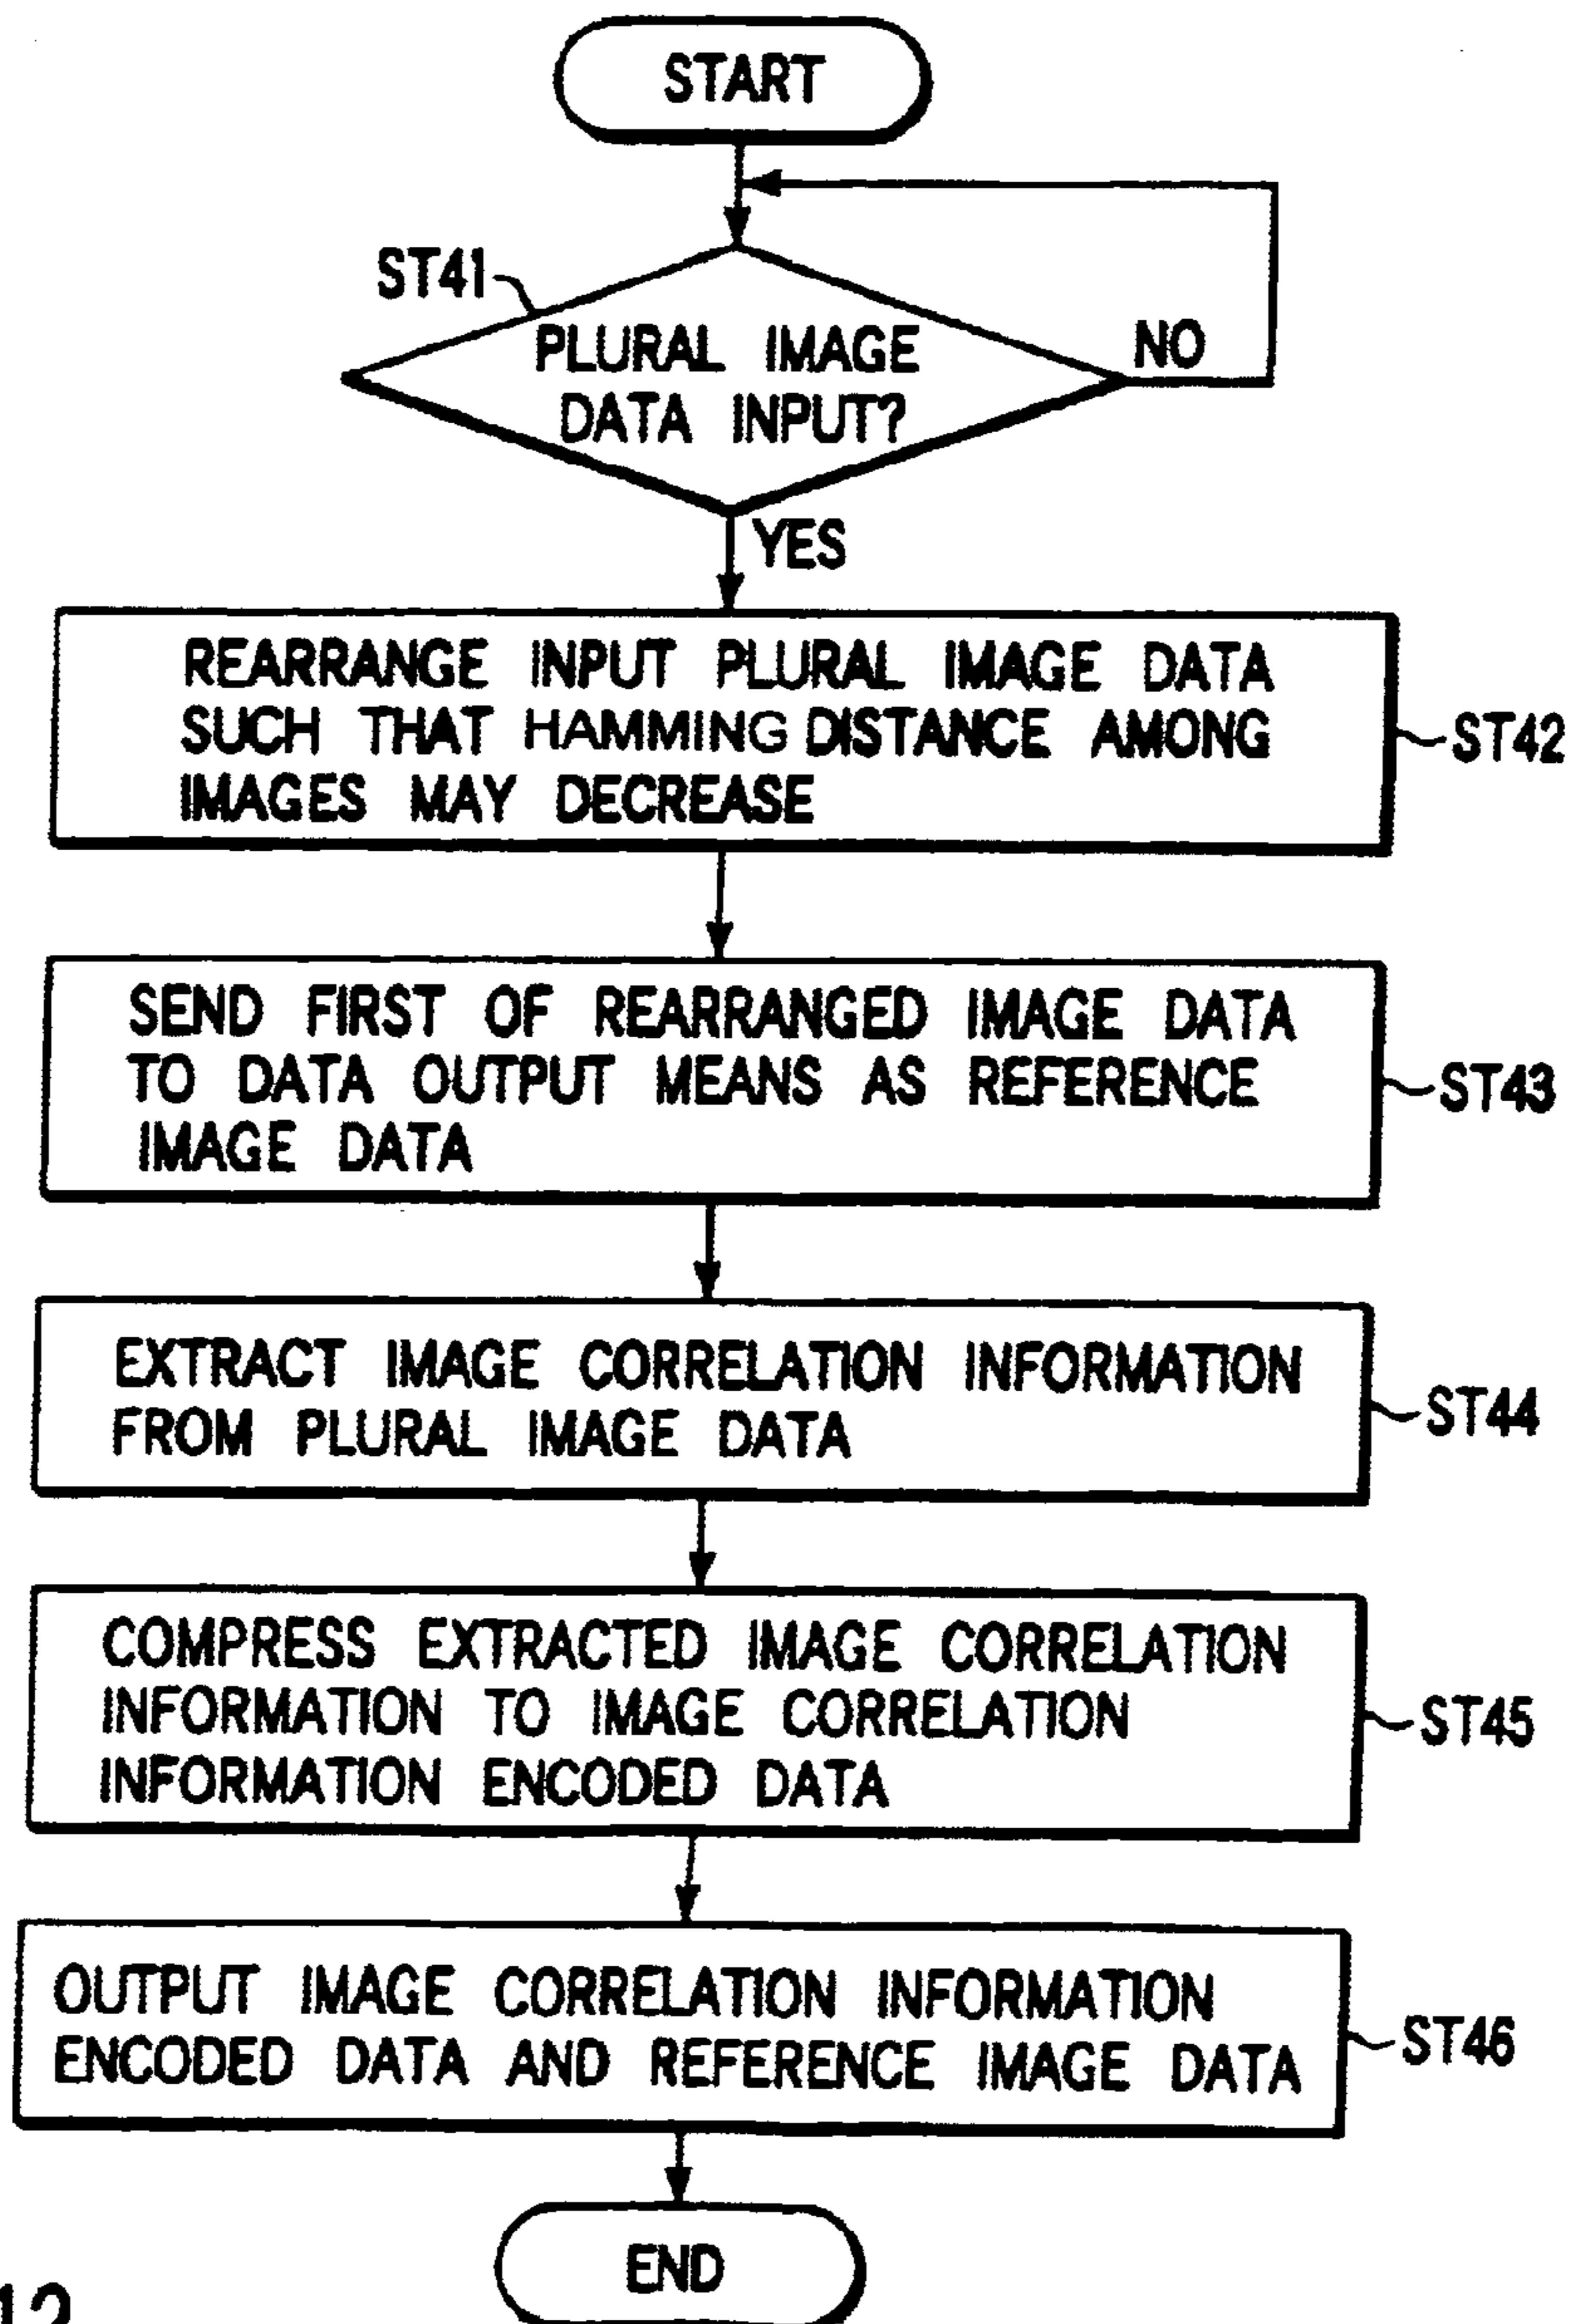 START
ST41
PLURAL IMAGE
DATA INPUT?
NO
YES
REARRANGE INPUT PLURAL IMAGE DATA
SUCH THAT HAMMING DISTANCE AMONG
IMAGES MAY DECREASE
ST42
SEND FIRST OF REARRANGED IMAGE DATA
TO DATA OUTPUT MEANS AS REFERENCE
IMAGE DATA
ST43
EXTRACT IMAGE CORRELATION INFORMATION
FROM PLURAL IMAGE DATA
ST44
COMPRESS EXTRACTED IMAGE CORRELATION
INFORMATION TO IMAGE CORRELATION
INFORMATION ENCODED DATA
ST45
OUTPUT IMAGE CORRELATION INFORMATION
ENCODED DATA AND REFERENCE IMAGE DATA
ST46
END